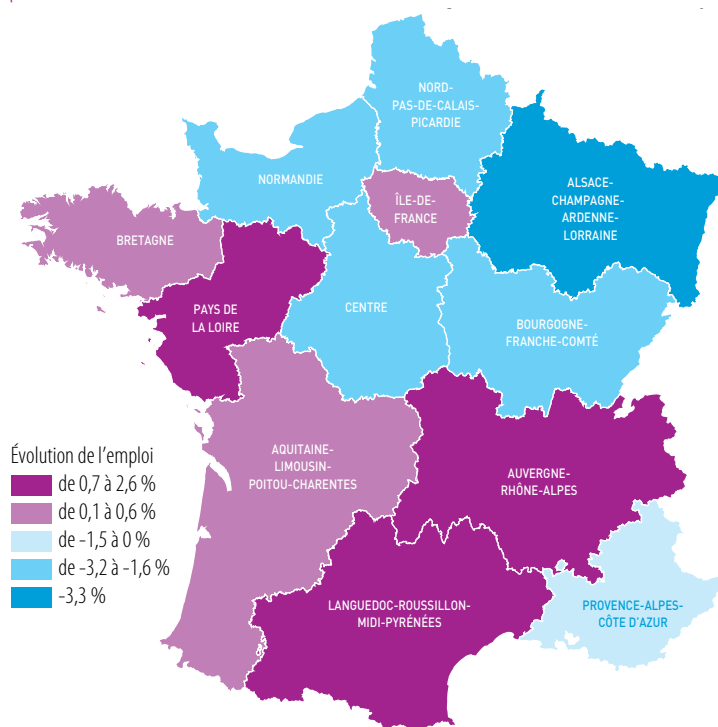 NORD-
PAS-DE-CALAIS-
PICARDIE
NORMANDIE
ÎLE-DE-
FRANCE
ALSACE-
CHAMPAGNE-
ARDENNE-
LORRAINE
BRETAGNE
PAYS DE
LA LOIRE
CENTRE
BOURGOGNE-
FRANCHE-COMTÉ
AQUITAINE-
LIMOUSIN-
POITOU-CHARENTES
AUVERGNE-
RHÔNE-ALPES
LANGUEDOC-ROUSSILLON-
MIDI-PYRÉNÉES
PROVENCE-ALPES-
CÔTE D'AZUR
Évolution de l'emploi
de 0,7 à 2,6 %
de 0,1 à 0,6 %
de -1,5 à 0 %
de -3,2 à -1,6 %
-3,3 %